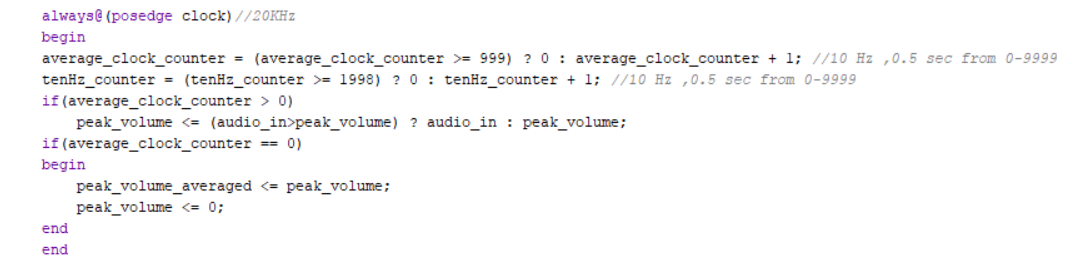 always@(posedge clock)//20KHz
begin
average_clock_counter = (average_clock_counter >= 999) ? 0 : average_clock_counter + 1; //10 Hz ,0.5 sec from 0-9999
tenHz_counter = (tenHz_counter >= 1998) ? 0 : tenHz_counter + 1; //10 Hz ,0.5 sec from 0-9999
if(average_clock_counter > 0)
    peak_volume <= (audio_in>peak_volume) ? audio_in : peak_volume;
if(average_clock_counter == 0)
begin
    peak_volume_averaged <= peak_volume;
    peak_volume <= 0;
end
end